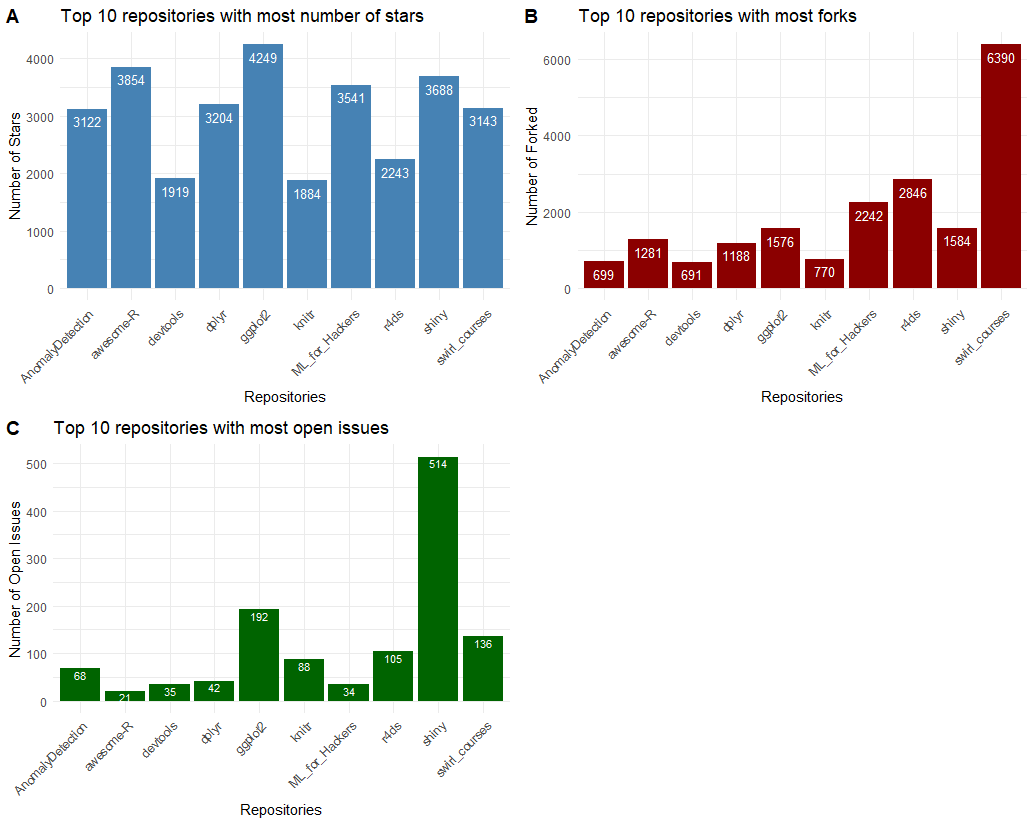 A
Top 10 repositories with most number of stars
Number of Stars
4000
3000
2000
1000
0
3122
3854
1919
3204
4249
1884
3541
2243
3688
3143
AnomalyDetection
awesome-R
devtools
dplyr
ggplot2
knitr
ML_for_Hackers
r4ds
shiny
swirl_courses
Repositories
B
Top 10 repositories with most forks
Number of Forked
6000
4000
2000
0
699
1281
691
1188
1576
770
2242
2846
1584
6390
AnomalyDetection
awesome-R
devtools
dplyr
ggplot2
knitr
ML_for_Hackers
r4ds
shiny
swirl_courses
Repositories
C
Top 10 repositories with most open issues
Number of Open Issues
500
400
300
200
100
0
68
21
35
42
192
88
34
105
514
136
AnomalyDetection
awesome-R
devtools
dplyr
ggplot2
knitr
ML_for_Hackers
r4ds
shiny
swirl_courses
Repositories